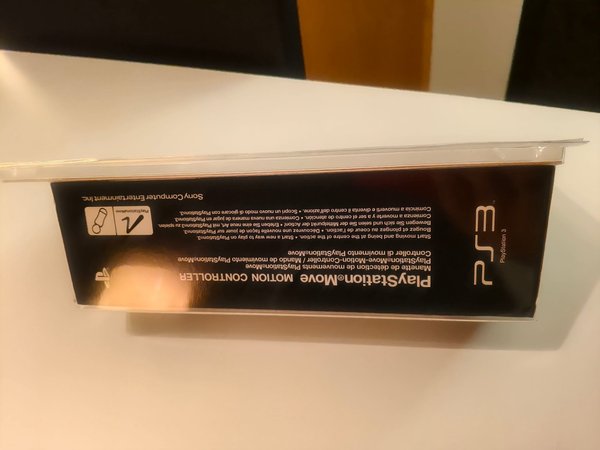 PlayStation®Move MOTION CONTROLLER
Manette de détection de mouvements PlayStation®Move
PlayStation®Move-Motion-Controller / Mando de movimiento PlayStation®Move
Controller di movimento PlayStation®Move
Start moving and being at the centre of the action. • Start a new way to play on PlayStation®3.
Bougez et plongez au cœur de l'action. • Découvrez une nouvelle façon de jouer sur PlayStation®3.
Bewegen Sie sich und seien Sie der Mittelpunkt der Action! • Erleben Sie eine neue Art, mit PlayStation®3 zu spielen.
Comienza a moverte y a ser el centro de atención. • Comienza una nueva manera de jugar en PlayStation®3.
Comincia a muoverti e diventa il centro dell'azione. • Scopri un nuovo modo di giocare con PlayStation®3.
PlayStation®Move
Sony Computer Entertainment Inc.
PS3
PlayStation 3